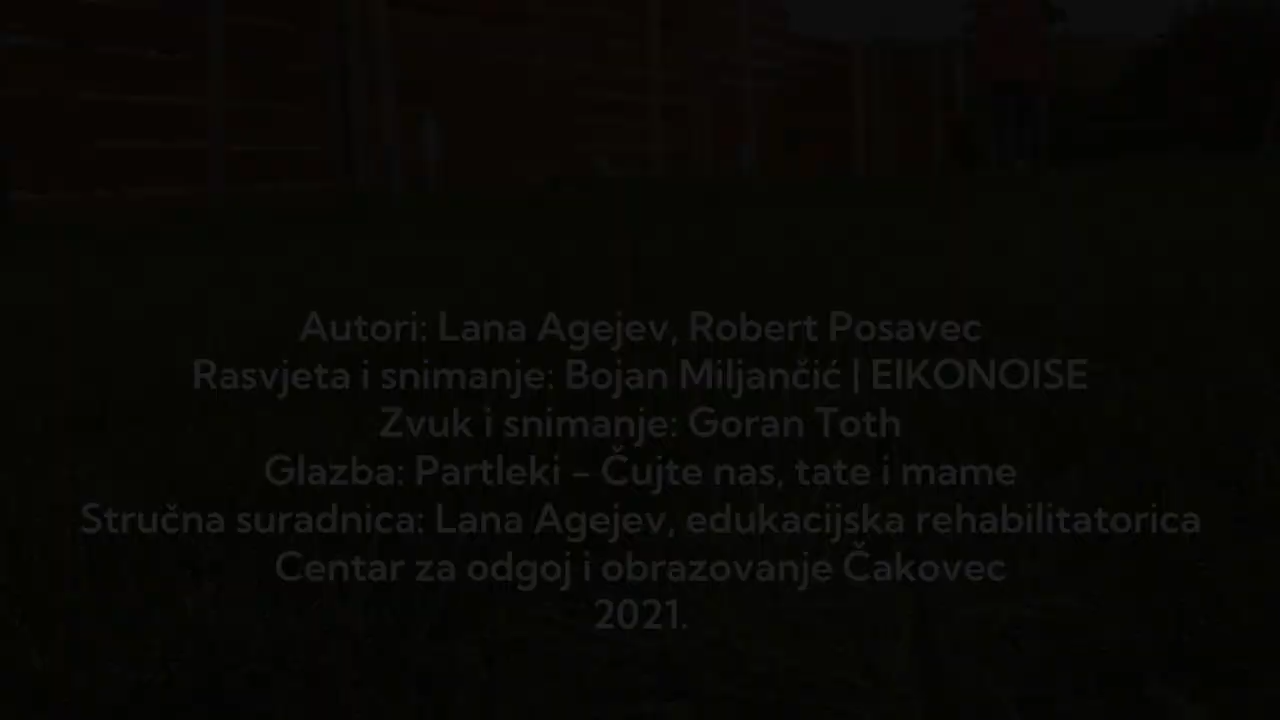 Autori: Lana Agejev, Robert Posavec
Rasvjeta i snimanje: Bojan Miljančić | EIKONOISE
Zvuk i snimanje: Goran Toth
Glazba: Partleki – Čujte nas, tate i mame
Stručna suradnica: Lana Agejev, edukacijska rehabilitatorica
Centar za odgoj i obrazovanje Čakovec
2021.